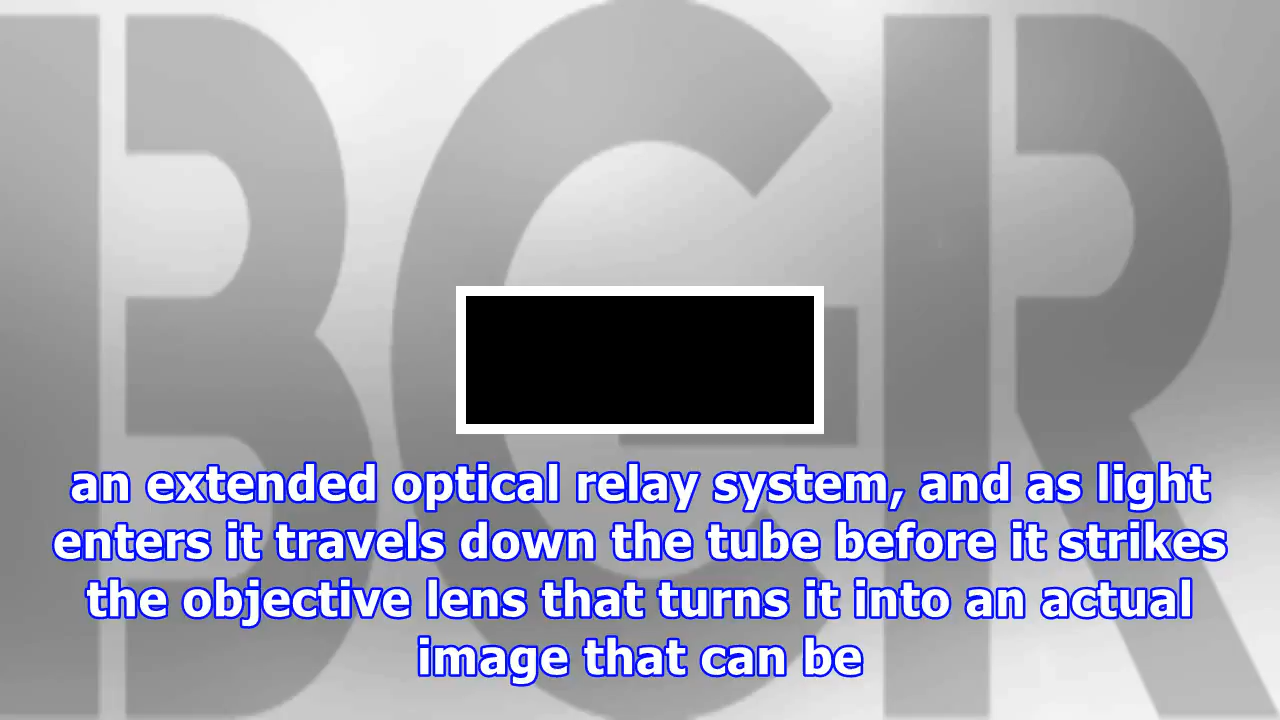 BGR
an extended optical relay system, and as light
enters it travels down the tube before it strikes
the objective lens that turns it into an actual
image that can be